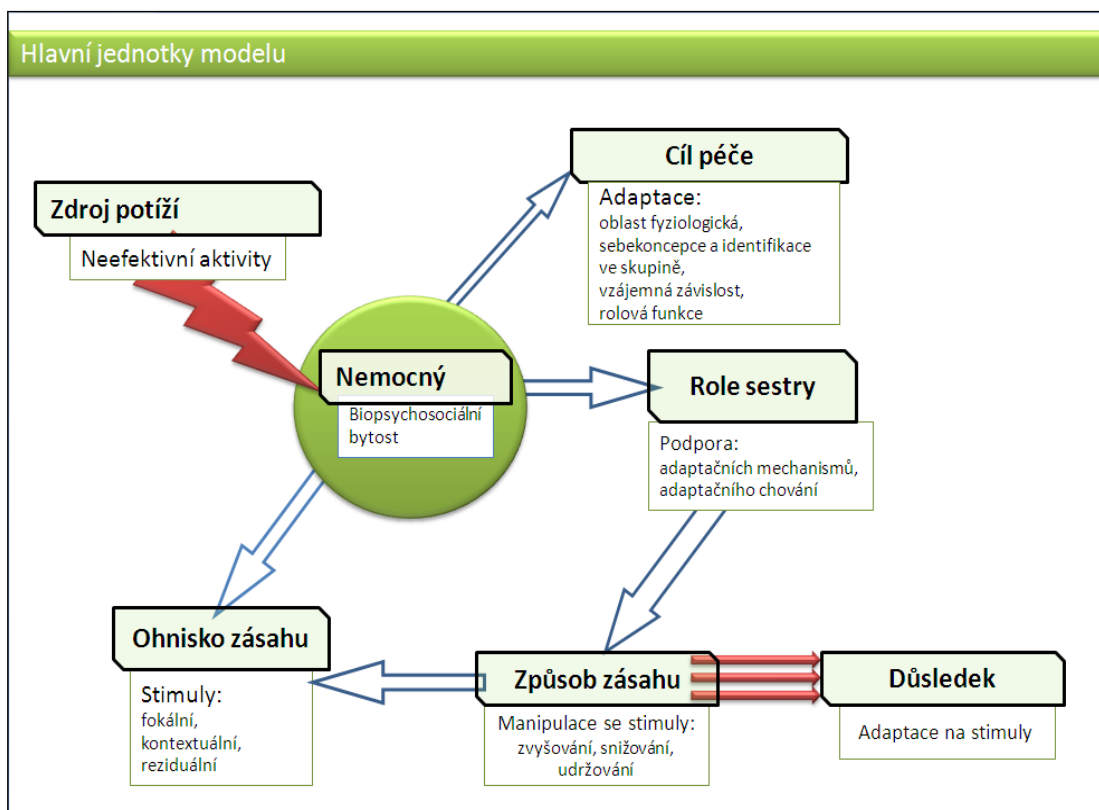 Hlavní jednotky modelu
Cíl péče
Adaptace:
oblast fyziologická,
sebekoncepce a identifikace
ve skupině,
vzájemná závislost,
rolová funkce
Zdroj potíží
Neefektivní aktivity
Nemocný
Biopsychosociální
bytost
Role sestry
Podpora:
adaptačních mechanismů,
adaptačního chování
Ohnisko zásahu
Stimuly:
fokální,
kontextuální,
reziduální
Způsob zásahu
Manipulace se stimuly:
zvyšování, snižování,
udržování
Důsledek
Adaptace na stimuly